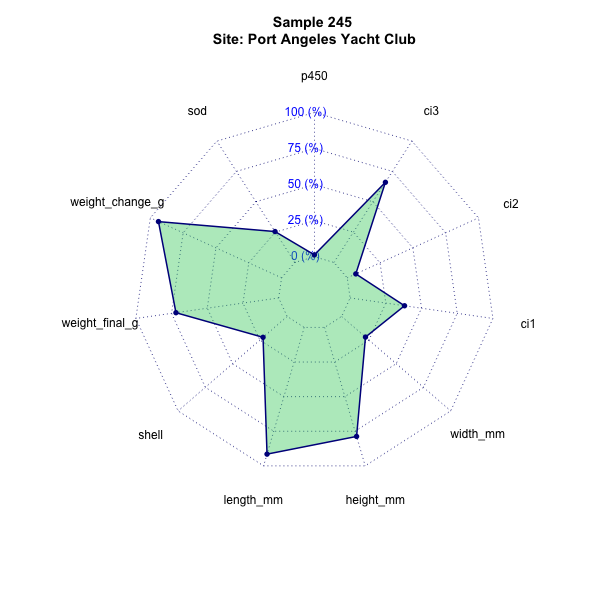 Sample 245
Site: Port Angeles Yacht Club
p450
sod
100 (%)
ci3
75 (%)
weight_change_g
50 (%)
ci2
25 (%)
0 (%)
weight_final_g
ci1
shell
width_mm
length_mm
height_mm